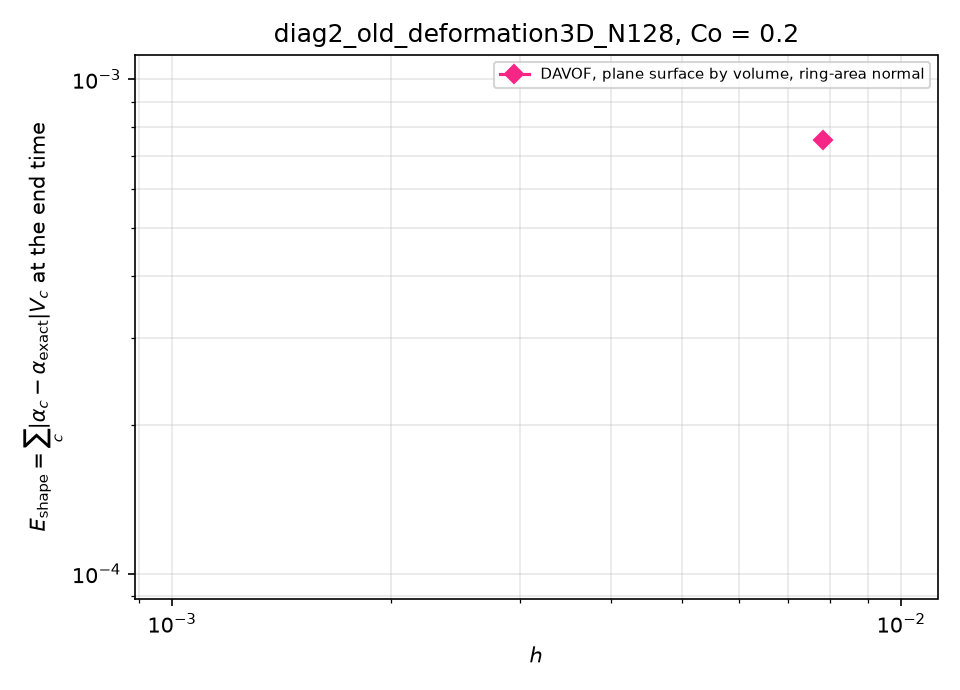 diag2_old_deformation3D_N128, Co = 0.2
DAVOF, plane surface by volume, ring-area normal
E_shape = ∑_c |α_c − α_exact|V_c at the end time
10⁻³
10⁻⁴
10⁻³
10⁻²
h